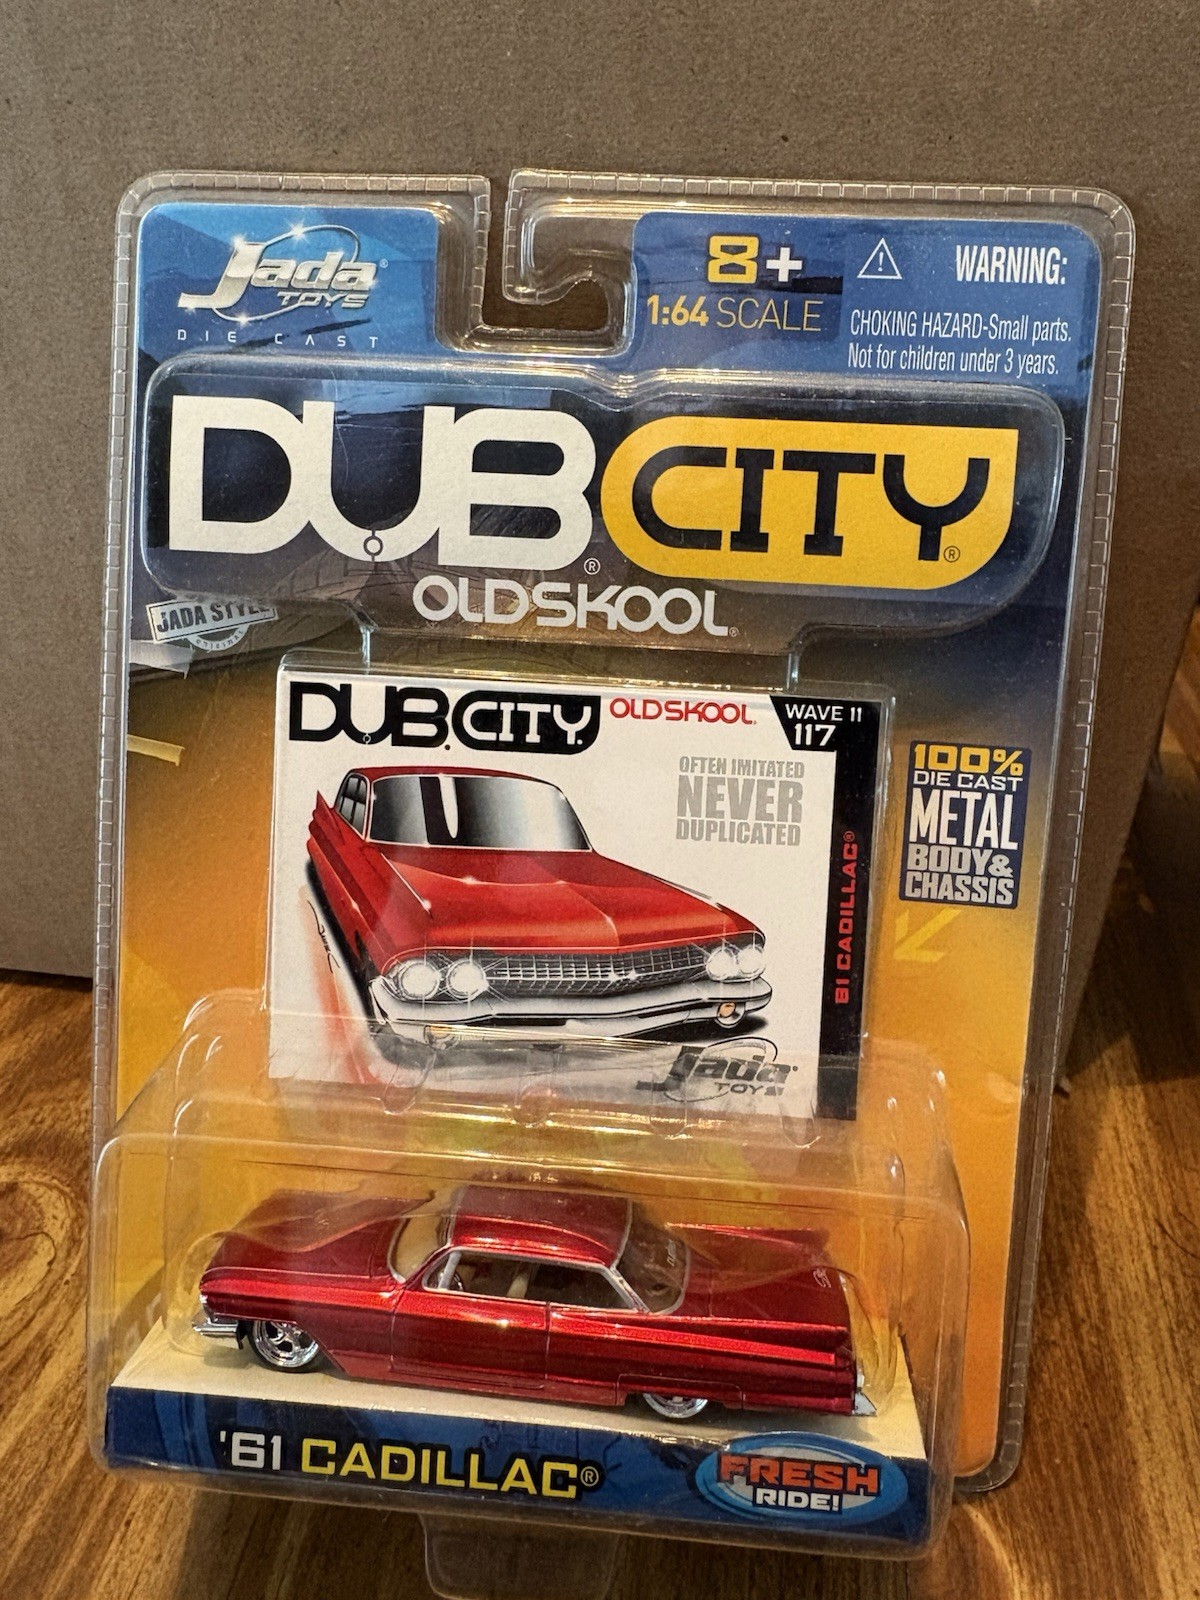 Jada®
TOYS
DIE CAST
8+
1:64 SCALE
WARNING:
CHOKING HAZARD-Small parts.
Not for children under 3 years.
DUB® CITY®
OLDSKOOL®
JADA STYLE
DUB. CITY.
OLDSKOOL®
WAVE 11
117
OFTEN IMITATED
NEVER
DUPLICATED
61 CADILLAC®
Jada®
TOYS
100%
DIE CAST
METAL
BODY&
CHASSIS
'61 CADILLAC®
FRESH
RIDE!